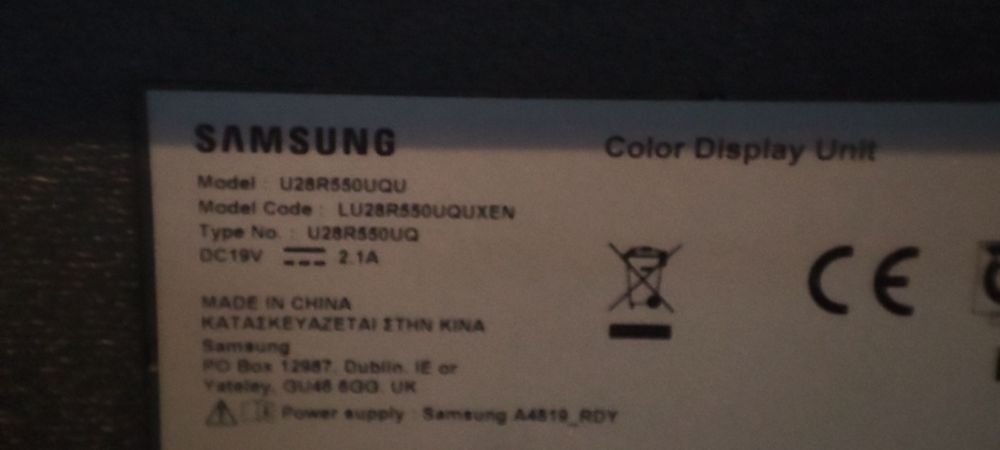 SAMSUNG
Color Display Unit
Model : U28R550UQU
Model Code : LU28R550UQUXEN
Type No. : U28R550UQ
DC19V 2.1A
CE
MADE IN CHINA
ΚΑΤΑΣΚΕΥΑΖΕΤΑΙ ΣΤΗΝ ΚΙΝΑ
Samsung
PO Box 12987, Dublin. IE or
Yateley, GU46 6GG. UK
Power supply : Samsung A4819_RDY